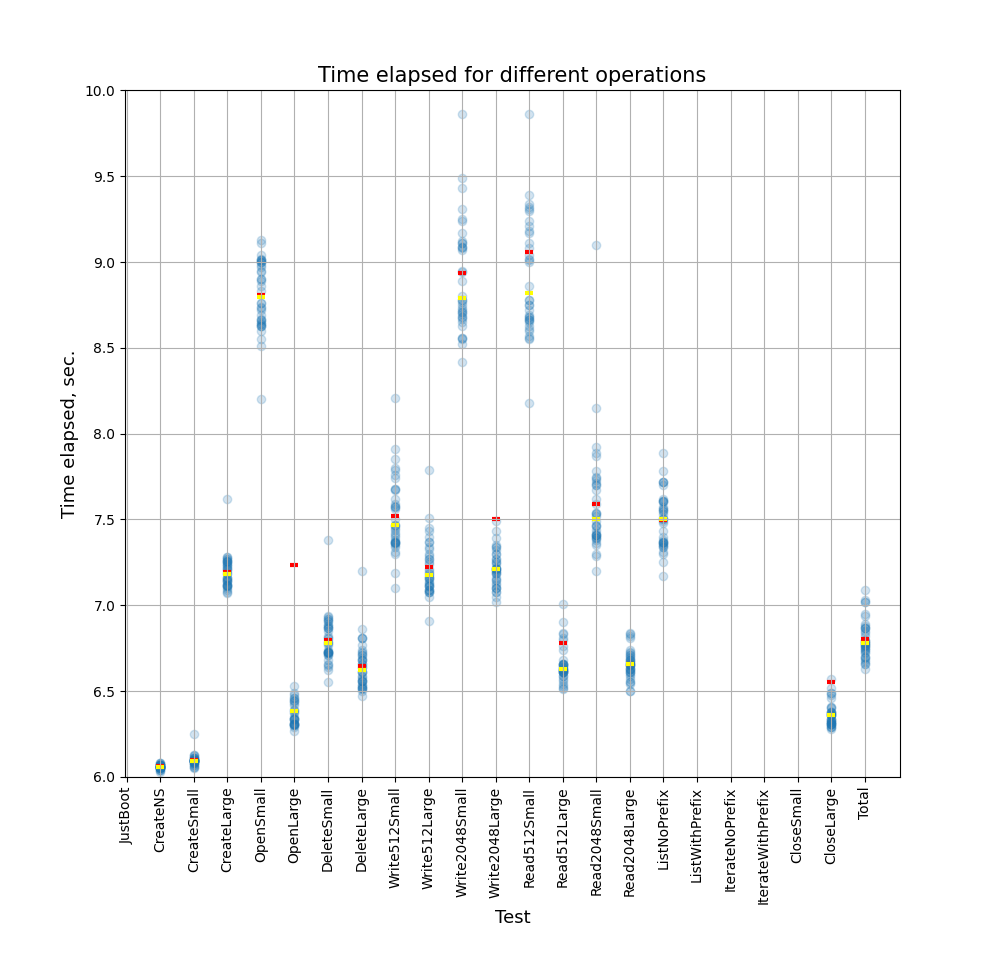 Time elapsed for different operations
10.0
9.5
9.0
8.5
8.0
7.5
7.0
6.5
6.0
Time elapsed, sec.
JustBoot
CreateNS
CreateSmall
CreateLarge
OpenSmall
OpenLarge
DeleteSmall
DeleteLarge
Write512Small
Write512Large
Write2048Small
Write2048Large
Read512Small
Read512Large
Read2048Small
Read2048Large
ListNoPrefix
ListWithPrefix
IterateNoPrefix
IterateWithPrefix
CloseSmall
CloseLarge
Total
Test